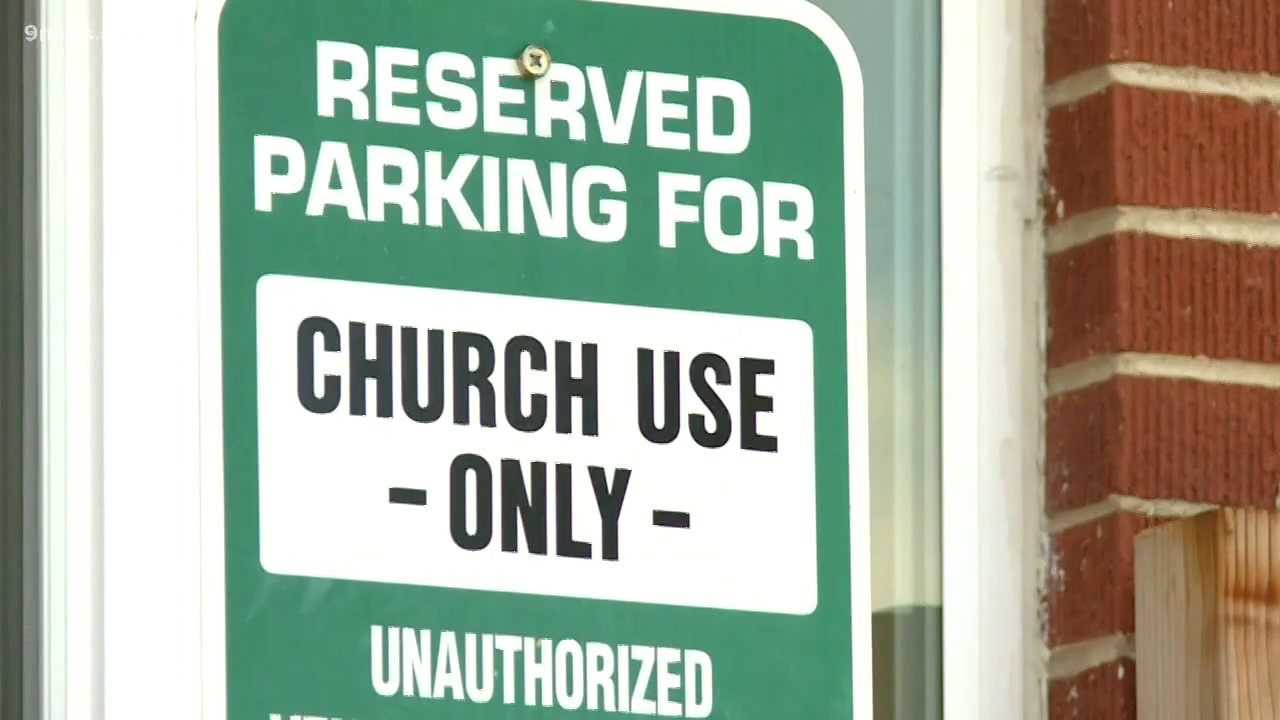 RESERVED
PARKING FOR
CHURCH USE
- ONLY -
UNAUTHORIZED